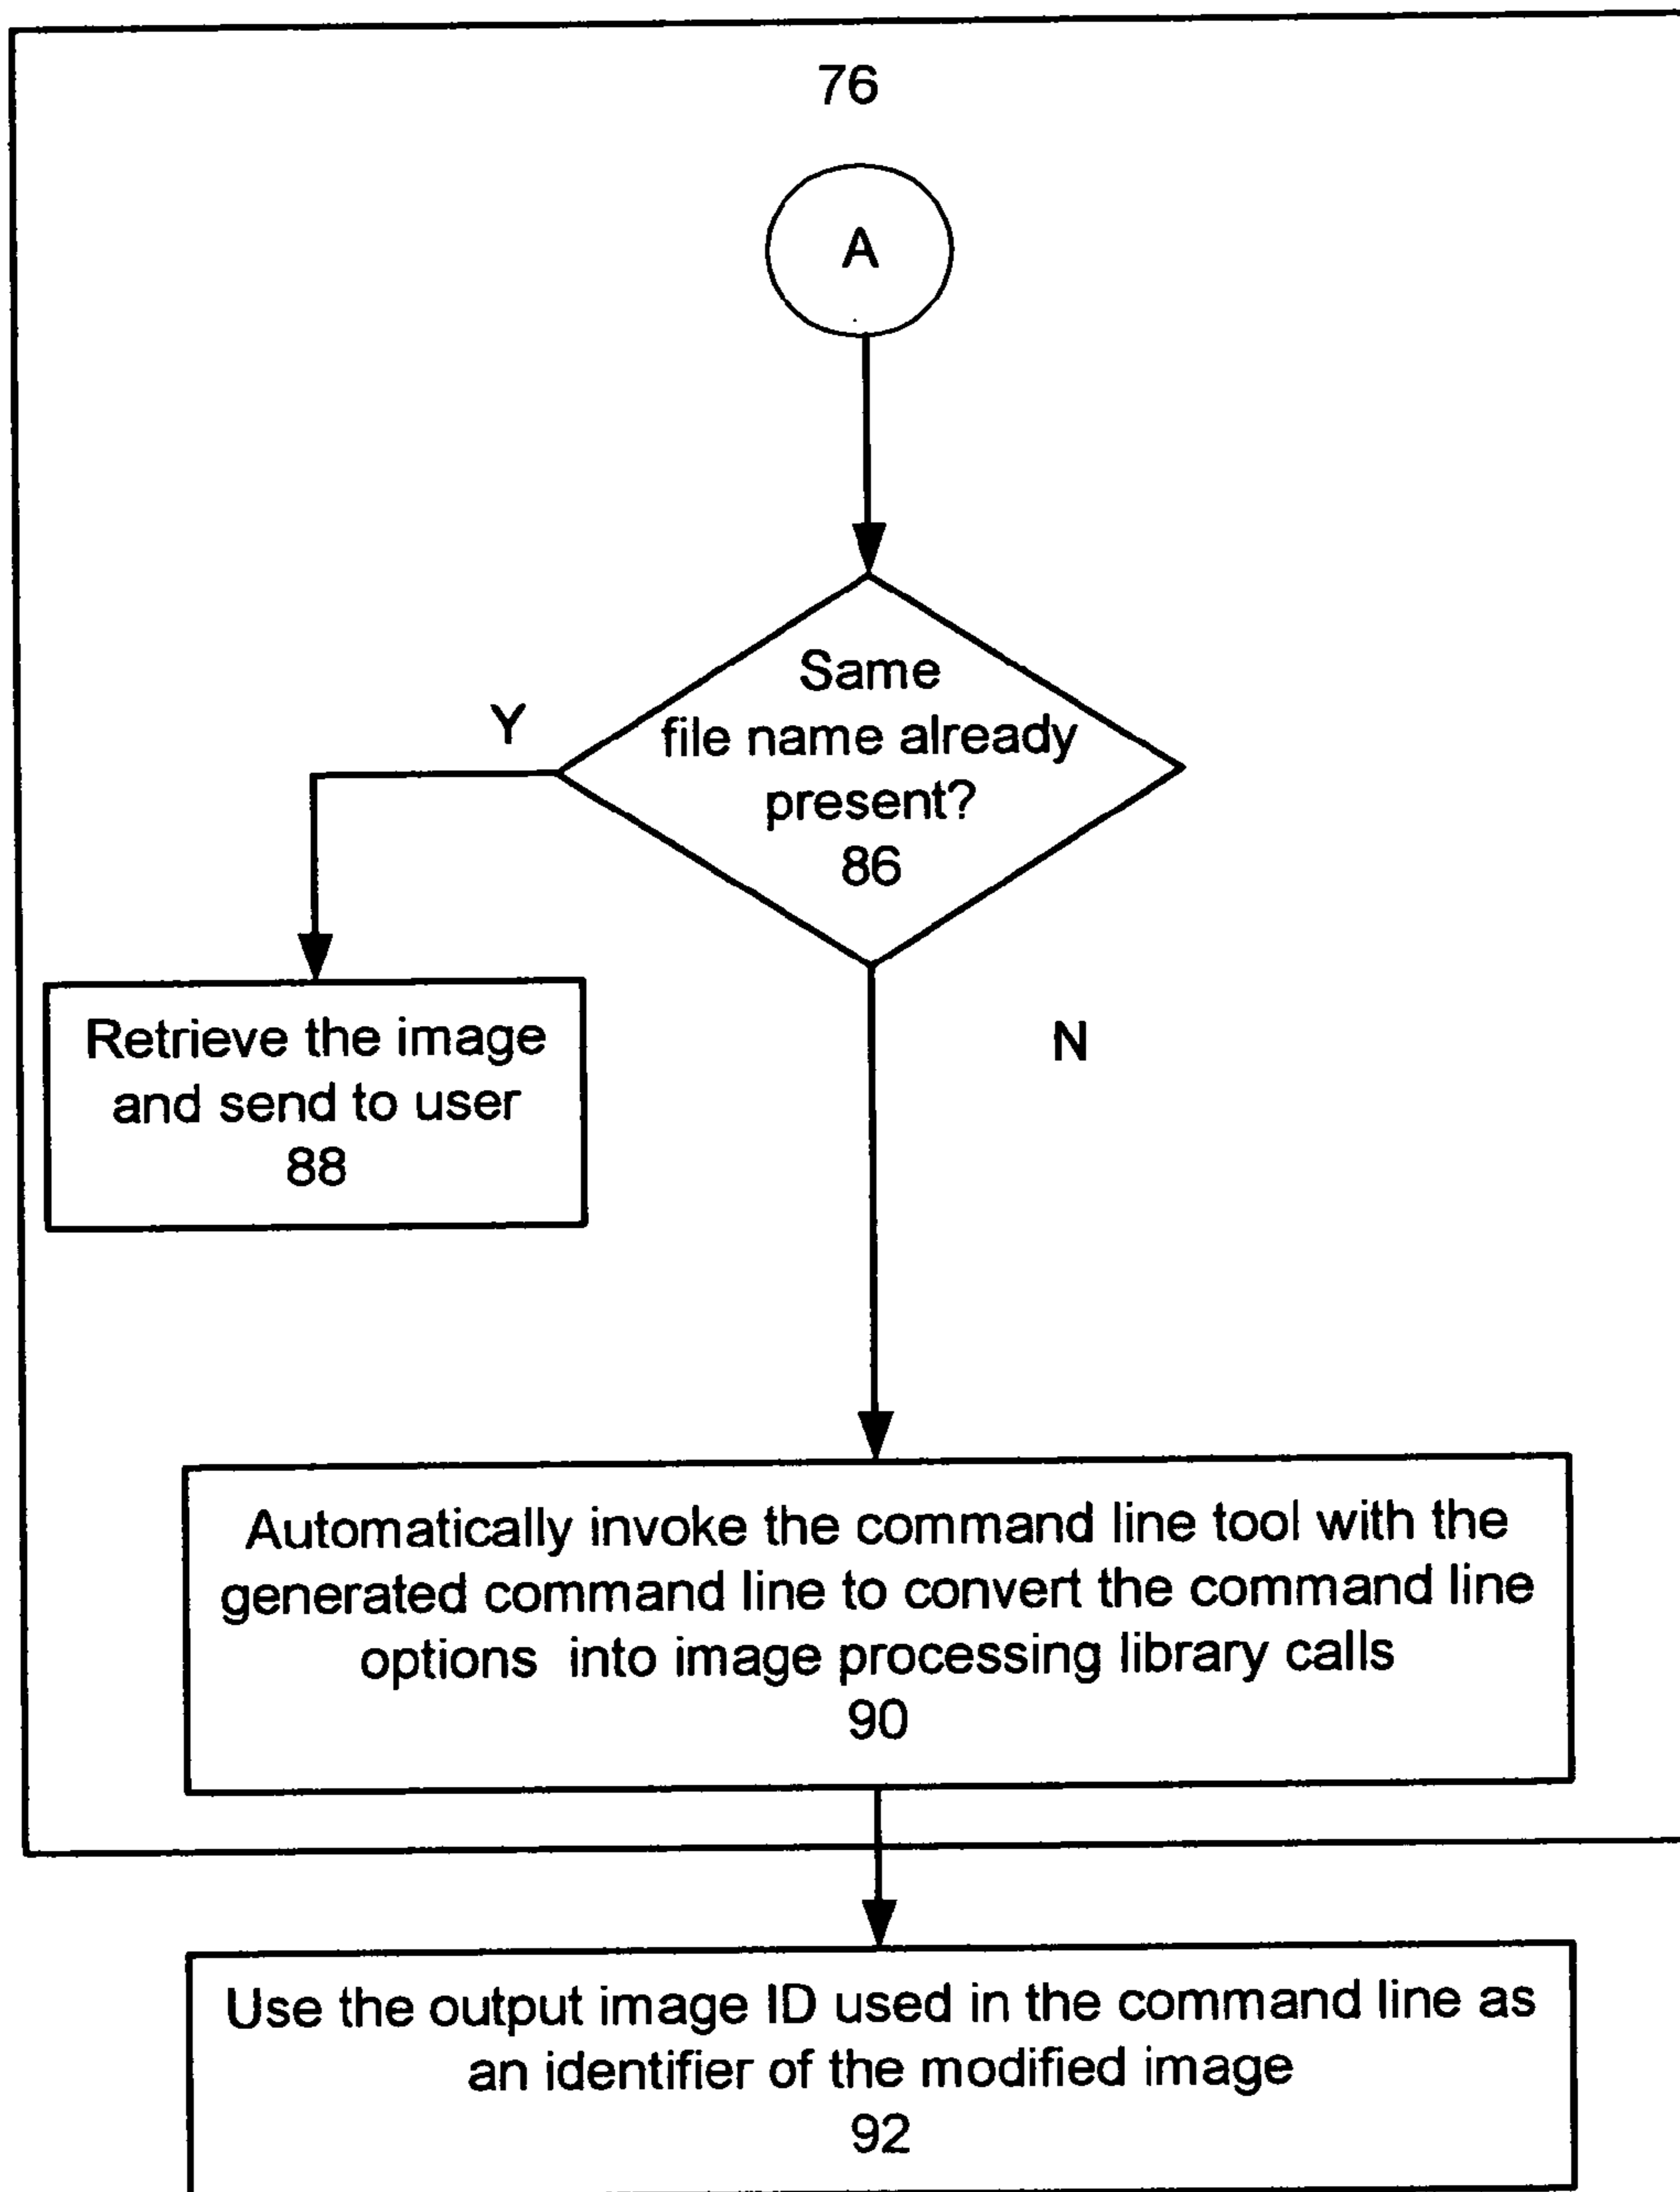 76
A
Same
file name already
present?
86
Y
N
Retrieve the image
and send to user
88
Automatically invoke the command line tool with the
generated command line to convert the command line
options into image processing library calls
90
Use the output image ID used in the command line as
an identifier of the modified image
92